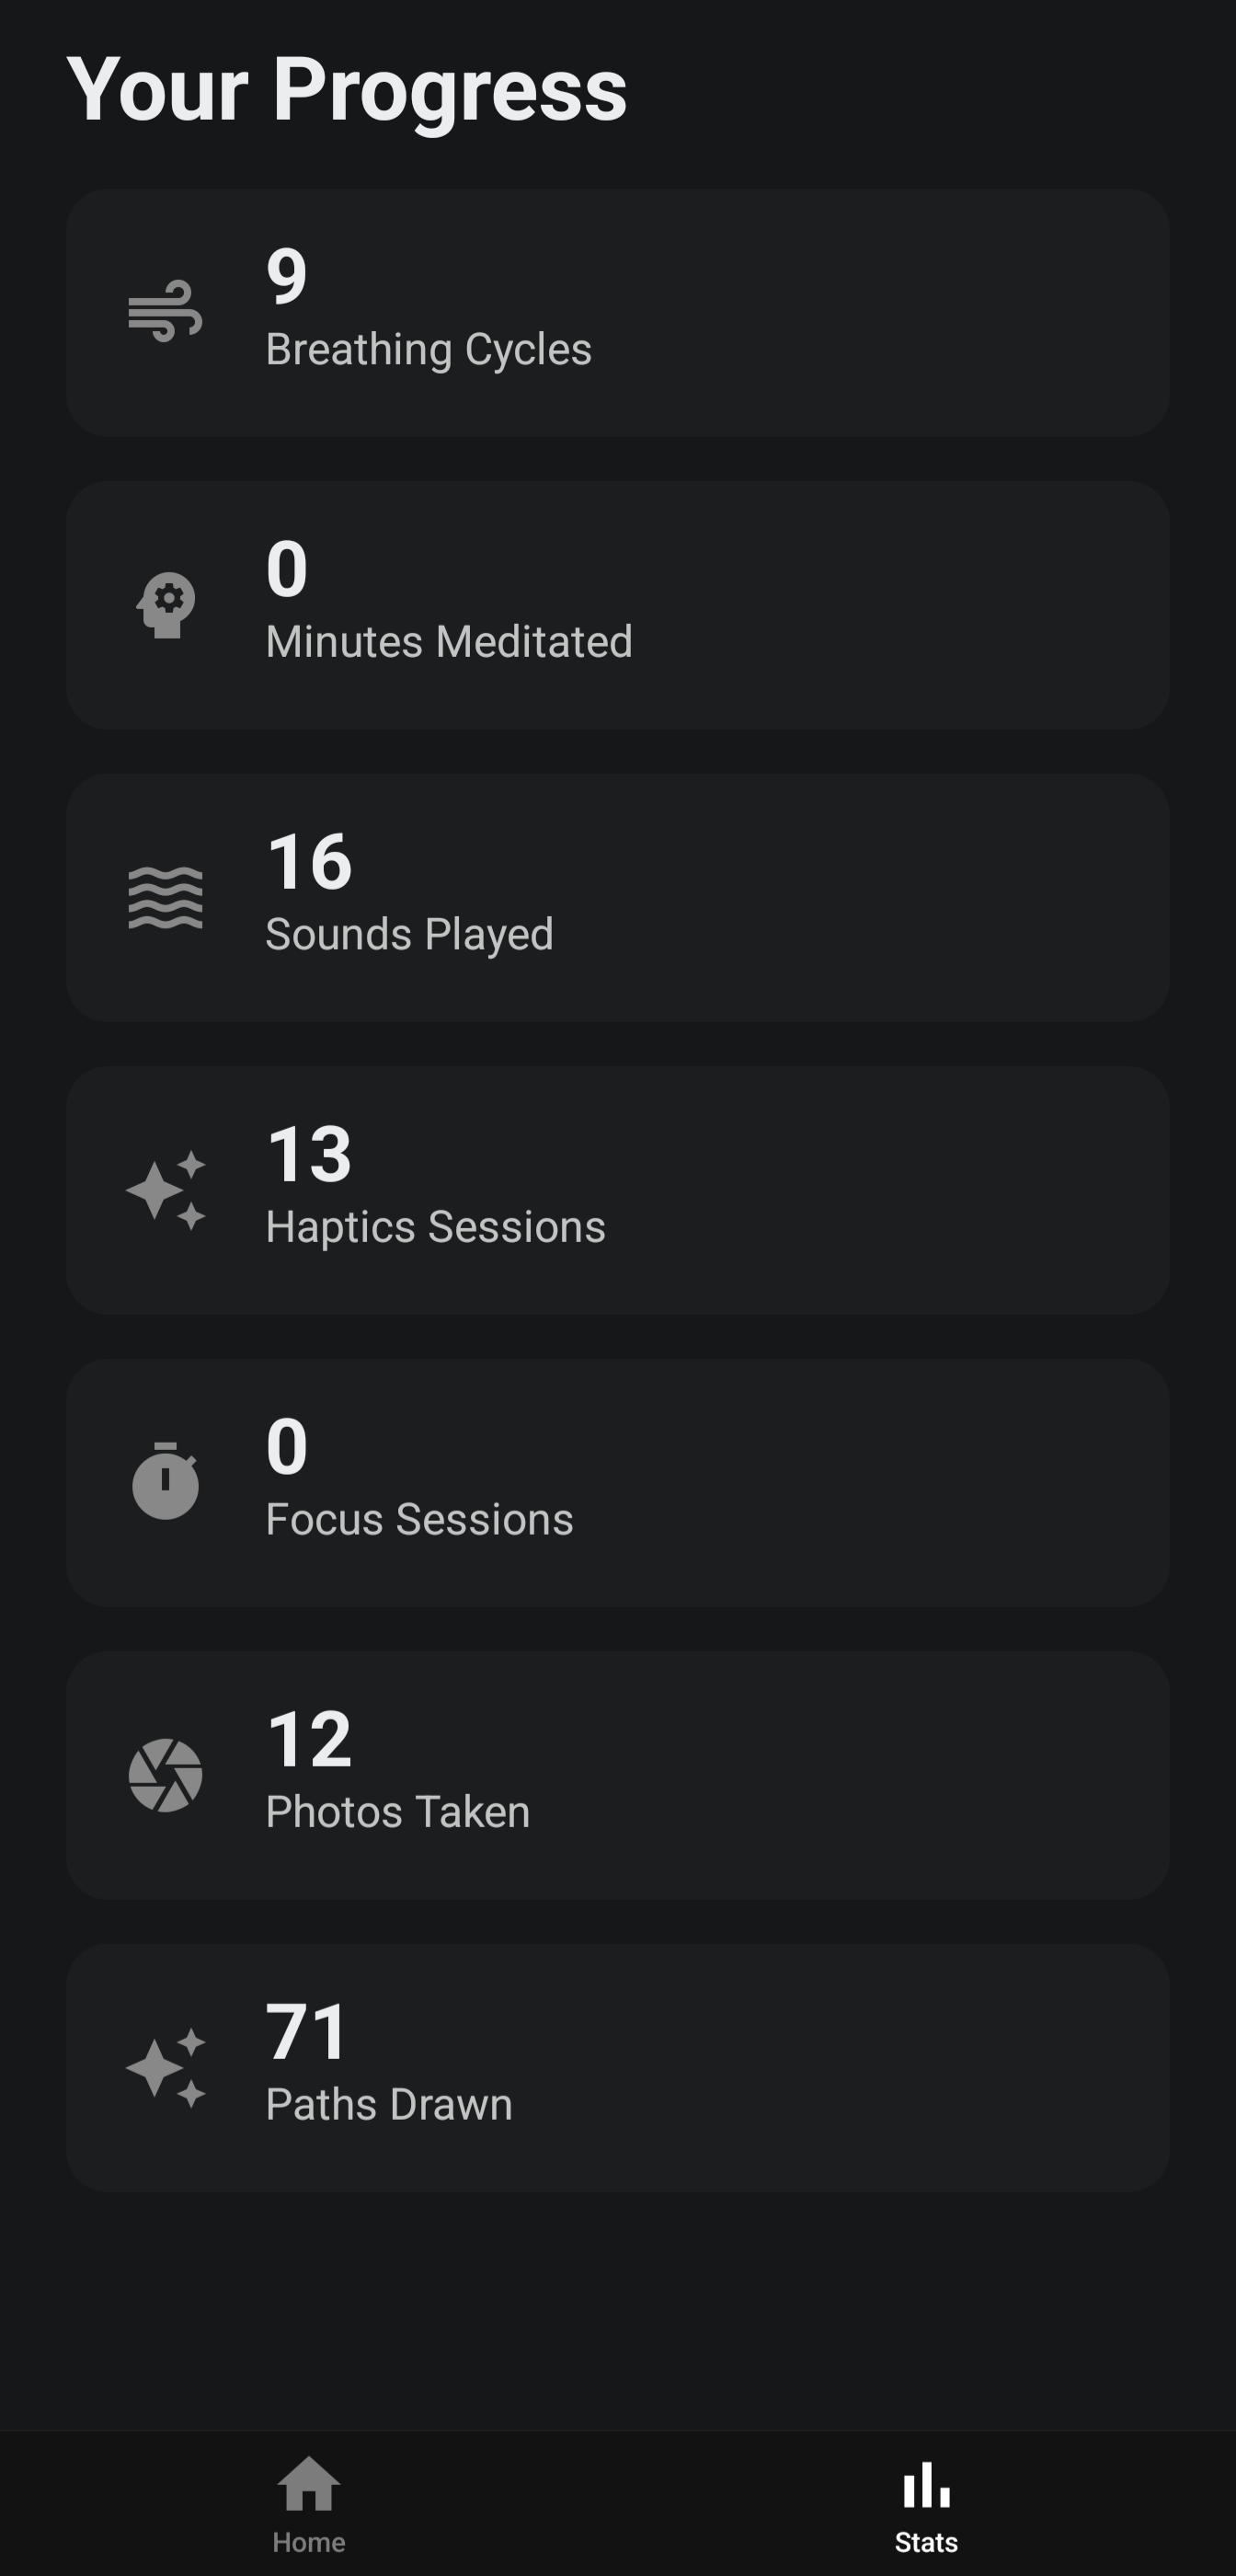 Your Progress
9
Breathing Cycles
0
Minutes Meditated
16
Sounds Played
13
Haptics Sessions
0
Focus Sessions
12
Photos Taken
71
Paths Drawn
Home
Stats